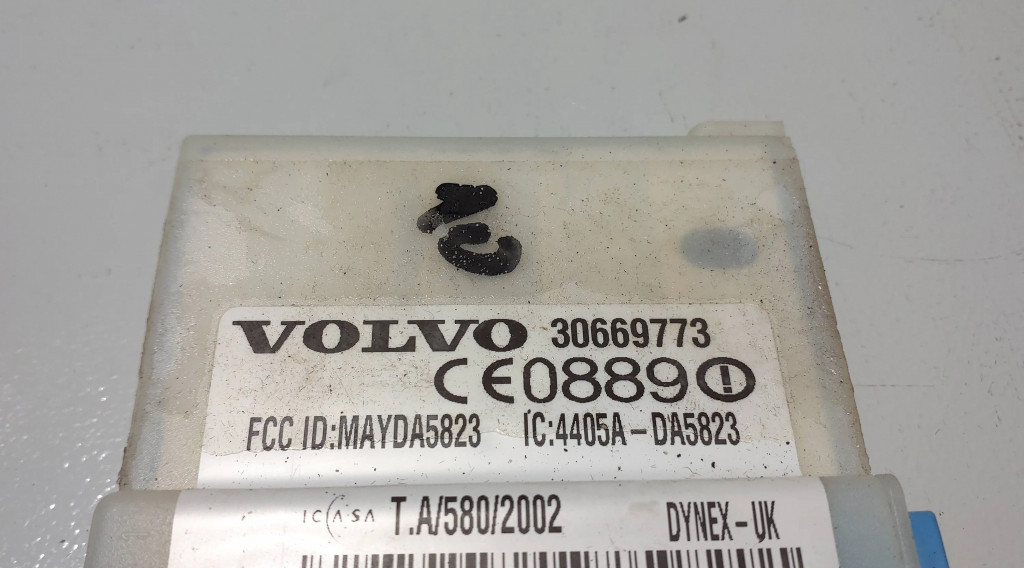 VOLVO 30669773
CE0889
FCC ID:MAYDA5823 IC:4405A-DA5823
ICASA T.A/580/2002 DYNEX-UK